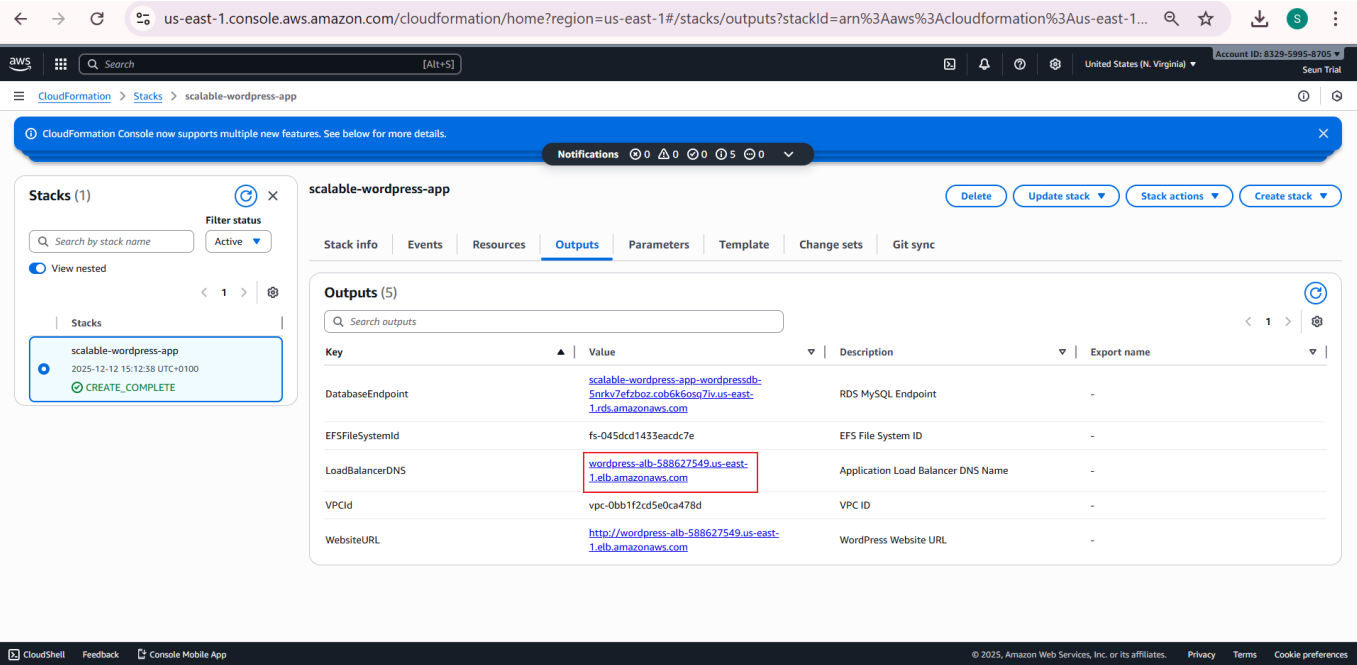 us-east-1.console.aws.amazon.com/cloudformation/home?region=us-east-1#/stacks/outputs?stackId=arn%3Aaws%3Acloudformation%3Aus-east-1...
S
aws
Search
[Alt+S]
United States (N. Virginia)
Account ID: 8329-5995-8705
Seun Trial
CloudFormation > Stacks > scalable-wordpress-app
CloudFormation Console now supports multiple new features. See below for more details.
Notifications 0 0 0 5 0
Stacks (1)
Filter status
Search by stack name
Active
View nested
1
Stacks
scalable-wordpress-app
2025-12-12 15:12:38 UTC+0100
CREATE_COMPLETE
scalable-wordpress-app
Delete
Update stack
Stack actions
Create stack
Stack info
Events
Resources
Outputs
Parameters
Template
Change sets
Git sync
Outputs (5)
Search outputs
1
Key
Value
Description
Export name
DatabaseEndpoint
scalable-wordpress-app-wordpressdb-
5nrkv7efzboz.cob6k6osq7iv.us-east-
1.rds.amazonaws.com
RDS MySQL Endpoint
-
EFSFileSystemId
fs-045dcd1433eacdc7e
EFS File System ID
-
LoadBalancerDNS
wordpress-alb-588627549.us-east-
1.elb.amazonaws.com
Application Load Balancer DNS Name
-
VPCId
vpc-0bb1f2cd5e0ca478d
VPC ID
-
WebsiteURL
http://wordpress-alb-588627549.us-east-
1.elb.amazonaws.com
WordPress Website URL
-
CloudShell
Feedback
Console Mobile App
© 2025, Amazon Web Services, Inc. or its affiliates.
Privacy
Terms
Cookie preferences